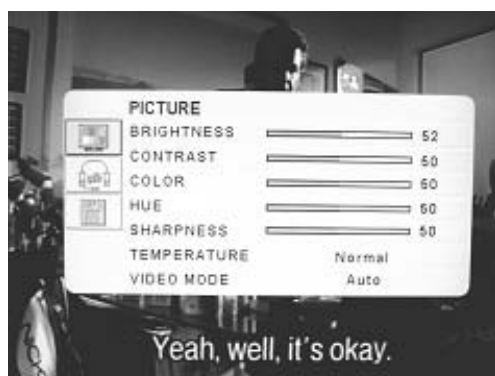 PICTURE
BRIGHTNESS 52
CONTRAST 50
COLOR 50
HUE 50
SHARPNESS 50
TEMPERATURE Normal
VIDEO MODE Auto
Yeah, well, it's okay.